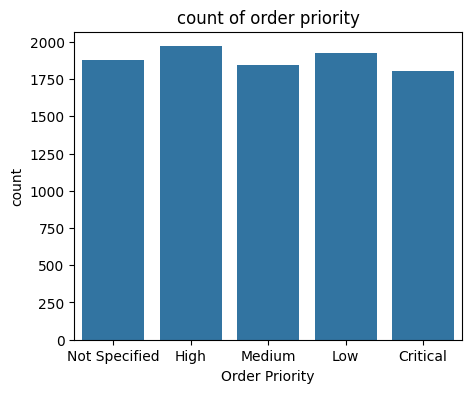 count of order priority
2000
1750
1500
1250
1000
750
500
250
0
count
Not Specified High Medium Low Critical
Order Priority